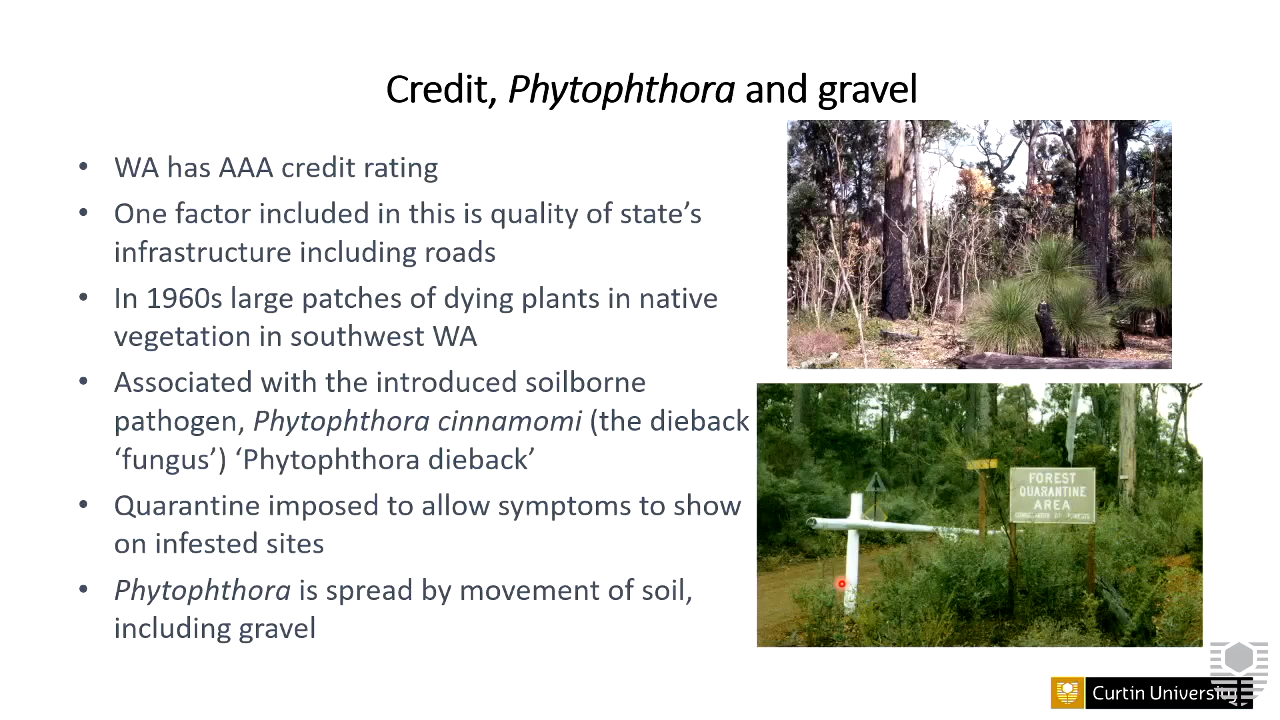 Credit, Phytophthora and gravel
• WA has AAA credit rating
• One factor included in this is quality of state’s
infrastructure including roads
• In 1960s large patches of dying plants in native
vegetation in southwest WA
• Associated with the introduced soilborne
pathogen, Phytophthora cinnamomi (the dieback
‘fungus’) ‘Phytophthora dieback’
• Quarantine imposed to allow symptoms to show
on infested sites
• Phytophthora is spread by movement of soil,
including gravel
FOREST
QUARANTINE
AREA
Curtin University